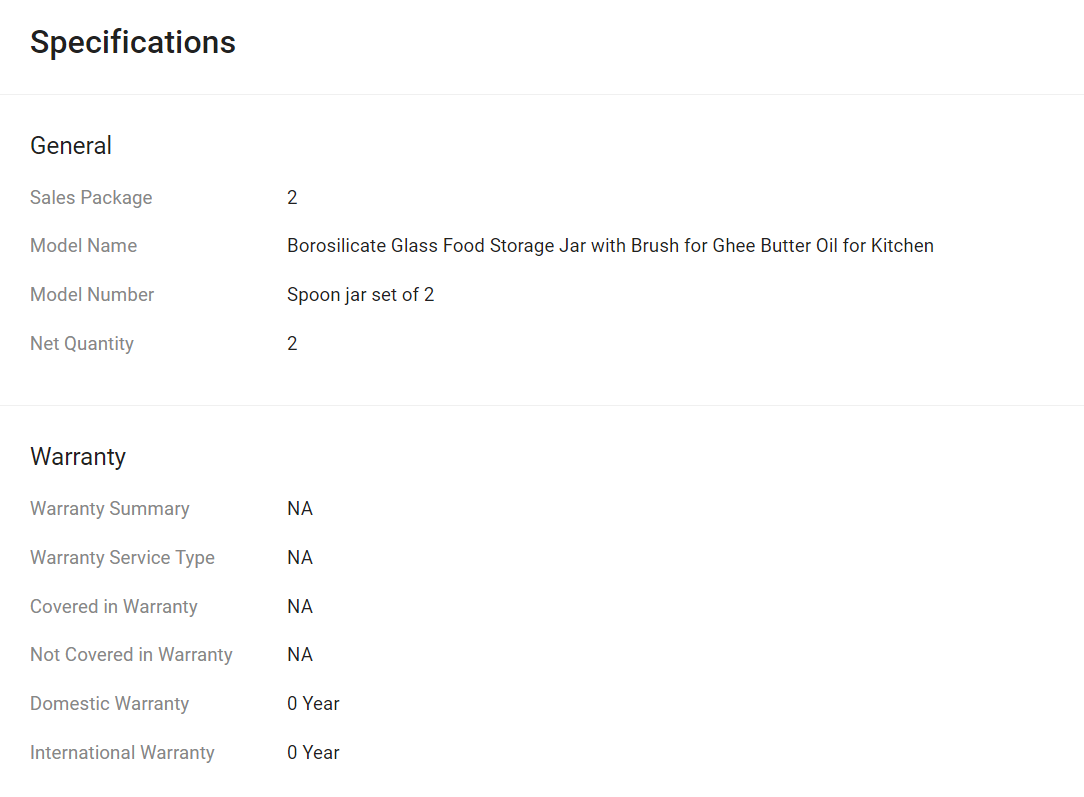 Specifications
General
Sales Package 2
Model Name Borosilicate Glass Food Storage Jar with Brush for Ghee Butter Oil for Kitchen
Model Number Spoon jar set of 2
Net Quantity 2
Warranty
Warranty Summary NA
Warranty Service Type NA
Covered in Warranty NA
Not Covered in Warranty NA
Domestic Warranty 0 Year
International Warranty 0 Year